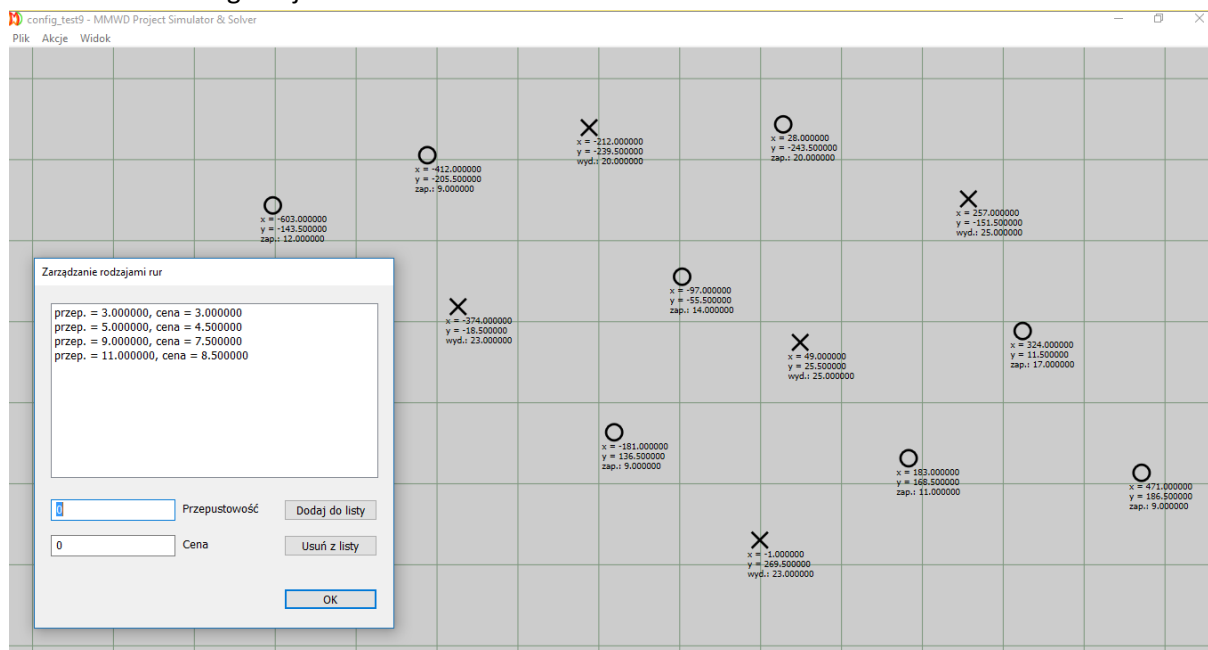 config_test9 - MMWD Project Simulator & Solver
Plik Akcje Widok
x = -212.000000
y = -239.500000
wyd.: 20.000000
x = 28.000000
y = -243.500000
zap.: 20.000000
x = -412.000000
y = -205.500000
zap.: 9.000000
x = -603.000000
y = -143.500000
zap.: 12.000000
x = 257.000000
y = -151.500000
wyd.: 25.000000
Zarządzanie rodzajami rur
przep. = 3.000000, cena = 3.000000
przep. = 5.000000, cena = 4.500000
przep. = 9.000000, cena = 7.500000
przep. = 11.000000, cena = 8.500000
0 Przepustowość Dodaj do listy
0 Cena Usuń z listy
OK
x = -97.000000
y = -55.500000
zap.: 14.000000
x = -374.000000
y = -18.500000
wyd.: 23.000000
x = 49.000000
y = 25.500000
wyd.: 25.000000
x = 324.000000
y = 11.500000
zap.: 17.000000
x = -181.000000
y = 136.500000
zap.: 9.000000
x = 183.000000
y = 168.500000
zap.: 11.000000
x = 471.000000
y = 186.500000
zap.: 9.000000
x = -1.000000
y = 269.500000
wyd.: 23.000000